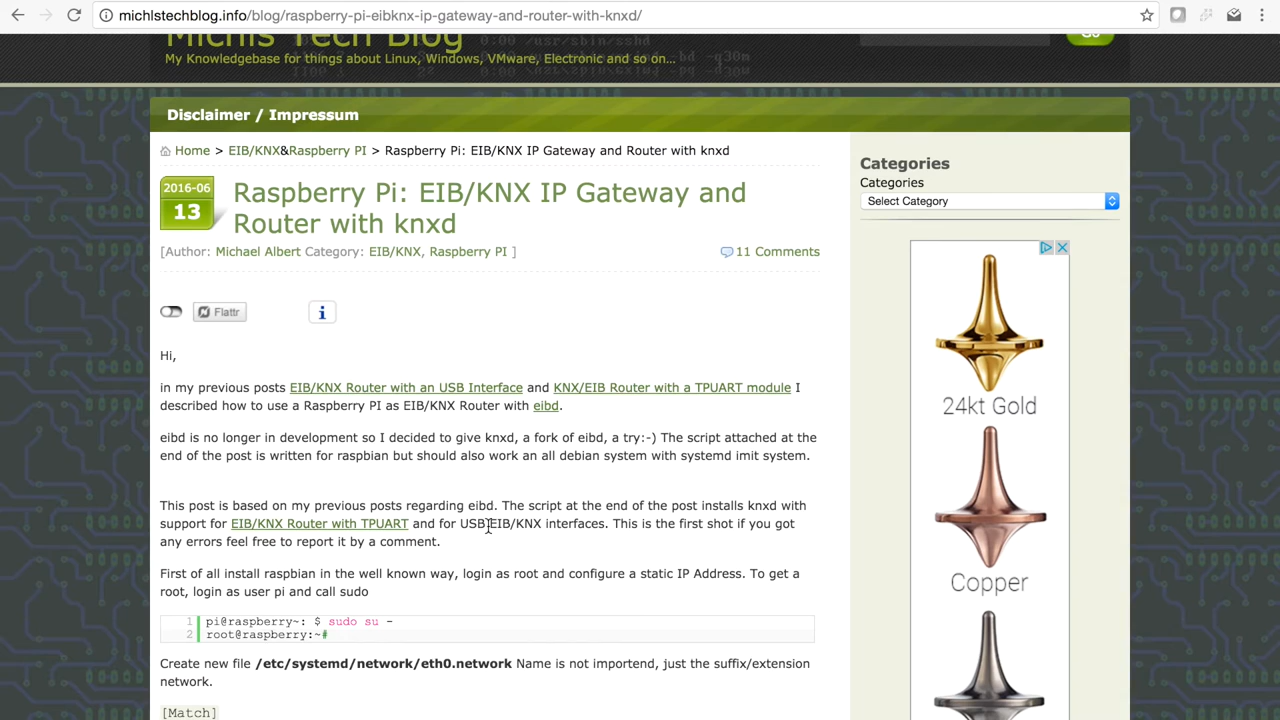 michlstechblog.info/blog/raspberry-pi-eibknx-ip-gateway-and-router-with-knxd/
Michls Tech Blog
My Knowledgebase for things about Linux, Windows, VMware, Electronic and so on...
Go
Disclaimer / Impressum
Home > EIB/KNX&Raspberry PI > Raspberry Pi: EIB/KNX IP Gateway and Router with knxd
2016-06
13
Raspberry Pi: EIB/KNX IP Gateway and
Router with knxd
[Author: Michael Albert Category: EIB/KNX, Raspberry PI ]
11 Comments
Flattr
i
Hi,
in my previous posts EIB/KNX Router with an USB Interface and KNX/EIB Router with a TPUART module I
described how to use a Raspberry PI as EIB/KNX Router with eibd.
eibd is no longer in development so I decided to give knxd, a fork of eibd, a try:-) The script attached at the
end of the post is written for raspbian but should also work an all debian system with systemd imit system.
This post is based on my previous posts regarding eibd. The script at the end of the post installs knxd with
support for EIB/KNX Router with TPUART and for USB EIB/KNX interfaces. This is the first shot if you got
any errors feel free to report it by a comment.
First of all install raspbian in the well known way, login as root and configure a static IP Address. To get a
root, login as user pi and call sudo
1 pi@raspberry~: $ sudo su -
2 root@raspberry:~#
Create new file /etc/systemd/network/eth0.network Name is not importend, just the suffix/extension
network.
[Match]
Categories
Categories
Select Category
24kt Gold
Copper